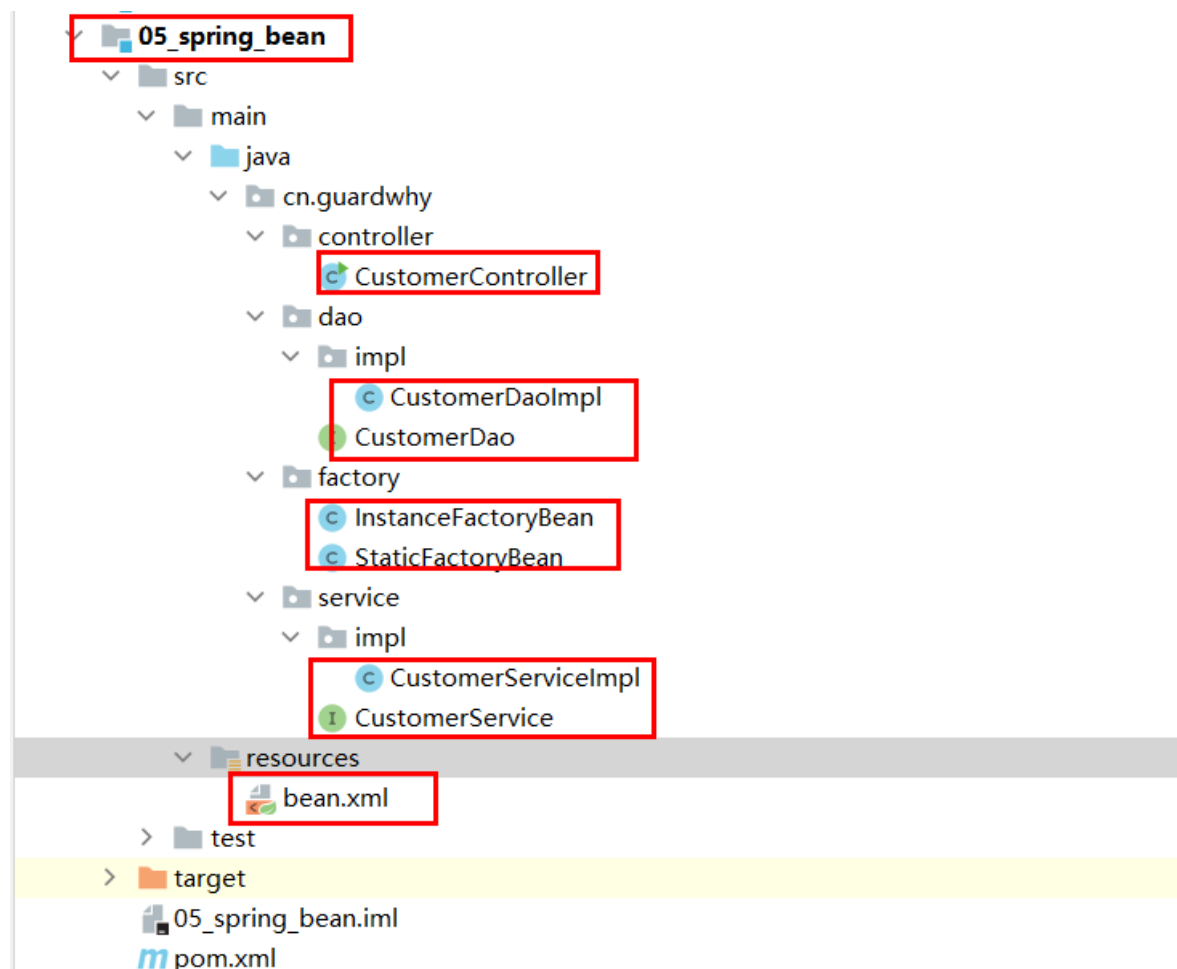 05_spring_bean
src
main
java
cn.guardwhy
controller
CustomerController
dao
impl
CustomerDaoImpl
CustomerDao
factory
InstanceFactoryBean
StaticFactoryBean
service
impl
CustomerServiceImpl
CustomerService
resources
bean.xml
test
target
05_spring_bean.iml
pom.xml